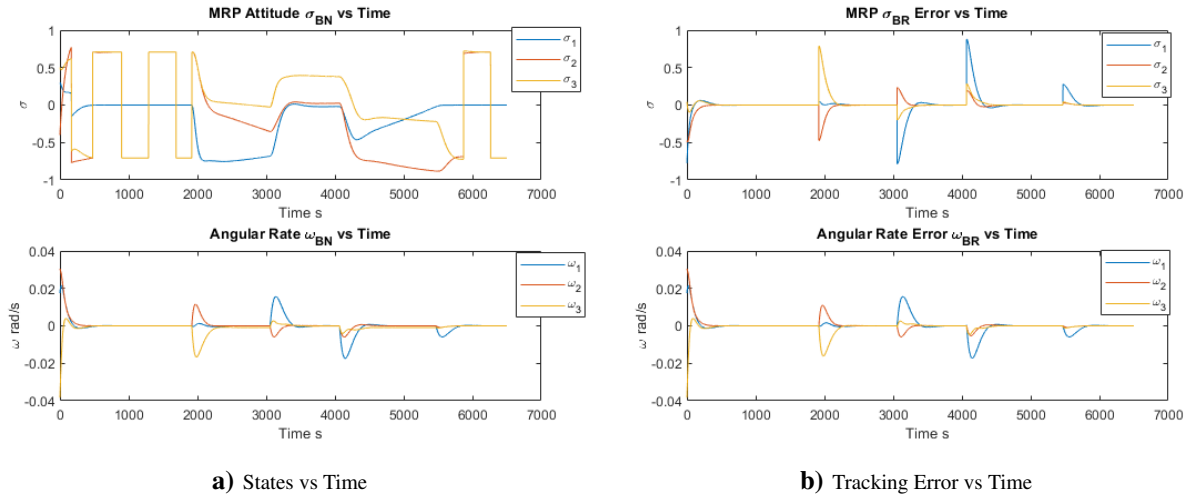 MRP Attitude σBN vs Time
1
0.5
0
-0.5
-1
σ
σ1
σ2
σ3
0 1000 2000 3000 4000 5000 6000 7000
Time s
Angular Rate ωBN vs Time
0.04
0.02
0
-0.02
-0.04
ω rad/s
ω1
ω2
ω3
0 1000 2000 3000 4000 5000 6000 7000
Time s
a) States vs Time
MRP σBR Error vs Time
1
0.5
0
-0.5
-1
σ
σ1
σ2
σ3
0 1000 2000 3000 4000 5000 6000 7000
Time s
Angular Rate Error ωBR vs Time
0.04
0.02
0
-0.02
-0.04
ω rad/s
ω1
ω2
ω3
0 1000 2000 3000 4000 5000 6000 7000
Time s
b) Tracking Error vs Time